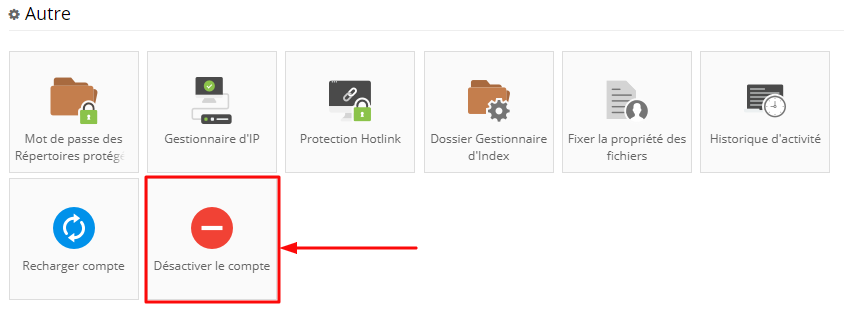 Autre
Mot de passe des
Répertoires protégé
Gestionnaire d'IP
Protection Hotlink
Dossier Gestionnaire
d'Index
Fixer la propriété des
fichiers
Historique d'activité
Recharger compte
Désactiver le compte